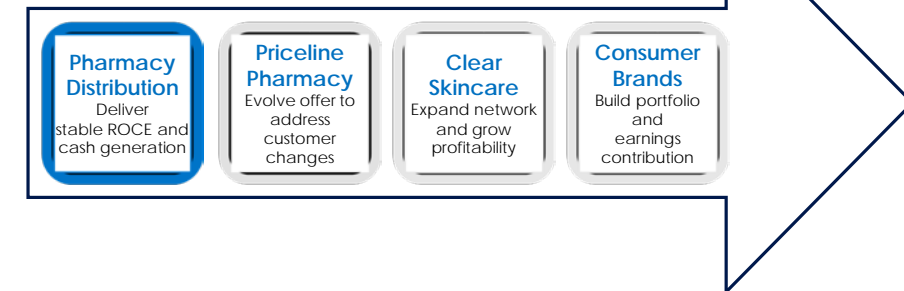 Pharmacy
Distribution
Deliver
stable ROCE and
cash generation
Priceline
Pharmacy
Evolve offer to
address
customer
changes
Clear
Skincare
Expand network
and grow
profitability
Consumer
Brands
Build portfolio
and
earnings
contribution